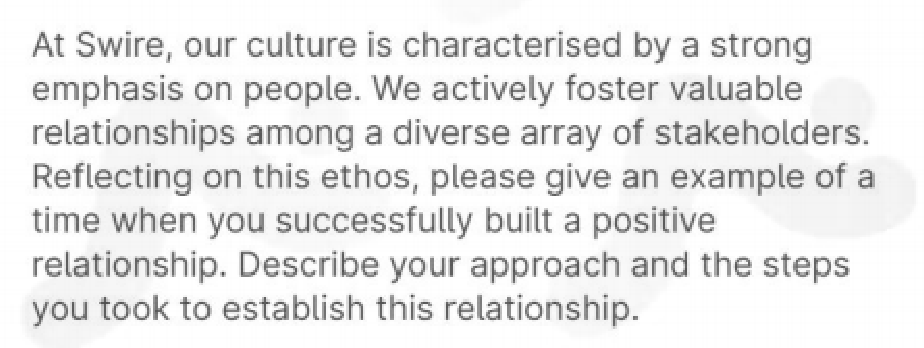 At Swire, our culture is characterised by a strong
emphasis on people. We actively foster valuable
relationships among a diverse array of stakeholders.
Reflecting on this ethos, please give an example of a
time when you successfully built a positive
relationship. Describe your approach and the steps
you took to establish this relationship.